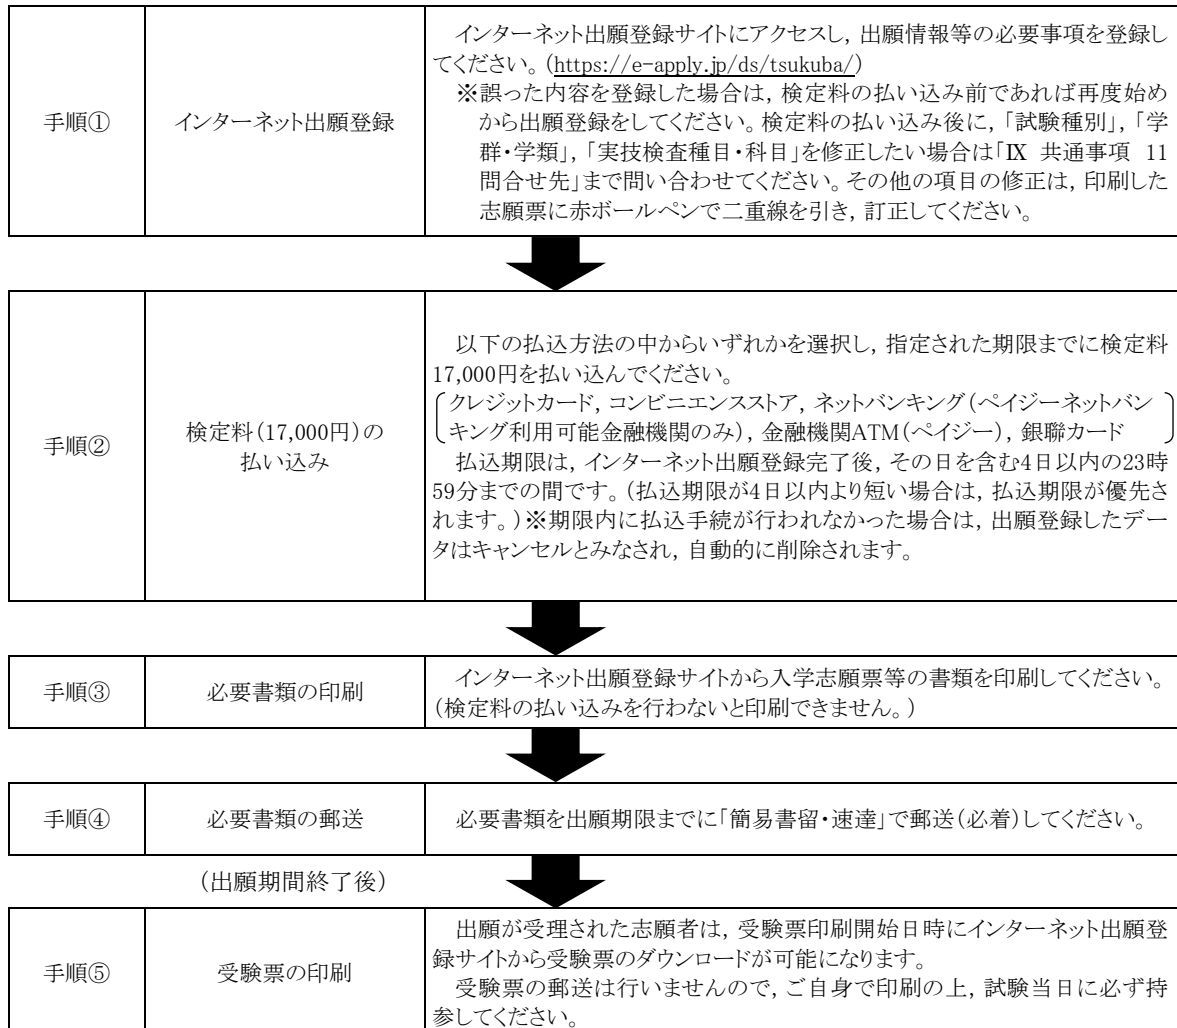 手順①
インターネット出願登録
インターネット出願登録サイトにアクセスし,出願情報等の必要事項を登録し
てください。(https://e-apply.jp/ds/tsukuba/)
※誤った内容を登録した場合は,検定料の払い込み前であれば再度始め
から出願登録をしてください。検定料の払い込み後に,「試験種別」,「学
群・学類」,「実技検査種目・科目」を修正したい場合は「Ⅸ 共通事項 11
問合せ先」まで問い合わせてください。その他の項目の修正は,印刷した
志願票に赤ボールペンで二重線を引き,訂正してください。
手順②
検定料(17,000円)の
払い込み
以下の払込方法の中からいずれかを選択し,指定された期限までに検定料
17,000円を払い込んでください。
クレジットカード,コンビニエンスストア,ネットバンキング(ペイジーネットバン
キング利用可能金融機関のみ),金融機関ATM(ペイジー),銀聯カード
払込期限は,インターネット出願登録完了後,その日を含む4日以内の23時
59分までの間です。(払込期限が4日以内より短い場合は,払込期限が優先さ
れます。)※期限内に払込手続が行われなかった場合は,出願登録したデー
タはキャンセルとみなされ,自動的に削除されます。
手順③
必要書類の印刷
インターネット出願登録サイトから入学志願票等の書類を印刷してください。
(検定料の払い込みを行わないと印刷できません。)
手順④
必要書類の郵送
必要書類を出願期限までに「簡易書留・速達」で郵送(必着)してください。
(出願期間終了後)
手順⑤
受験票の印刷
出願が受理された志願者は,受験票印刷開始日時にインターネット出願登
録サイトから受験票のダウンロードが可能になります。
受験票の郵送は行いませんので,ご自身で印刷の上,試験当日に必ず持
参してください。